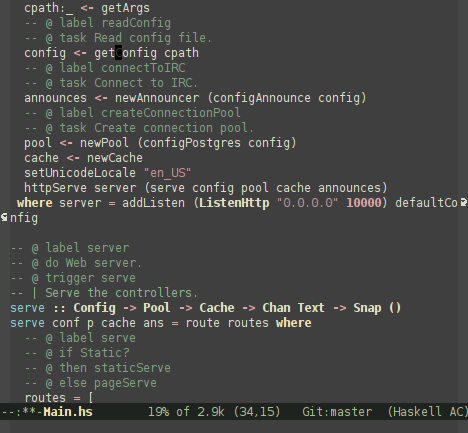 cpath:_ <- getArgs
-- @ label readConfig
-- @ task Read config file.
config <- getConfig cpath
-- @ label connectToIRC
-- @ task Connect to IRC.
announces <- newAnnouncer (configAnnounce config)
-- @ label createConnectionPool
-- @ task Create connection pool.
pool <- newPool (configPostgres config)
cache <- newCache
setUnicodeLocale "en_US"
httpServe server (serve config pool cache announces)
where server = addListen (ListenHttp "0.0.0.0" 10000) defaultCo
nfig
-- @ label server
-- @ do Web server.
-- @ trigger serve
-- | Serve the controllers.
serve :: Config -> Pool -> Cache -> Chan Text -> Snap ()
serve conf p cache ans = route routes where
-- @ label serve
-- @ if Static?
-- @ then staticServe
-- @ else pageServe
routes = [
--:**-Main.hs 19% of 2.9k (34,15) Git:master (Haskell AC)